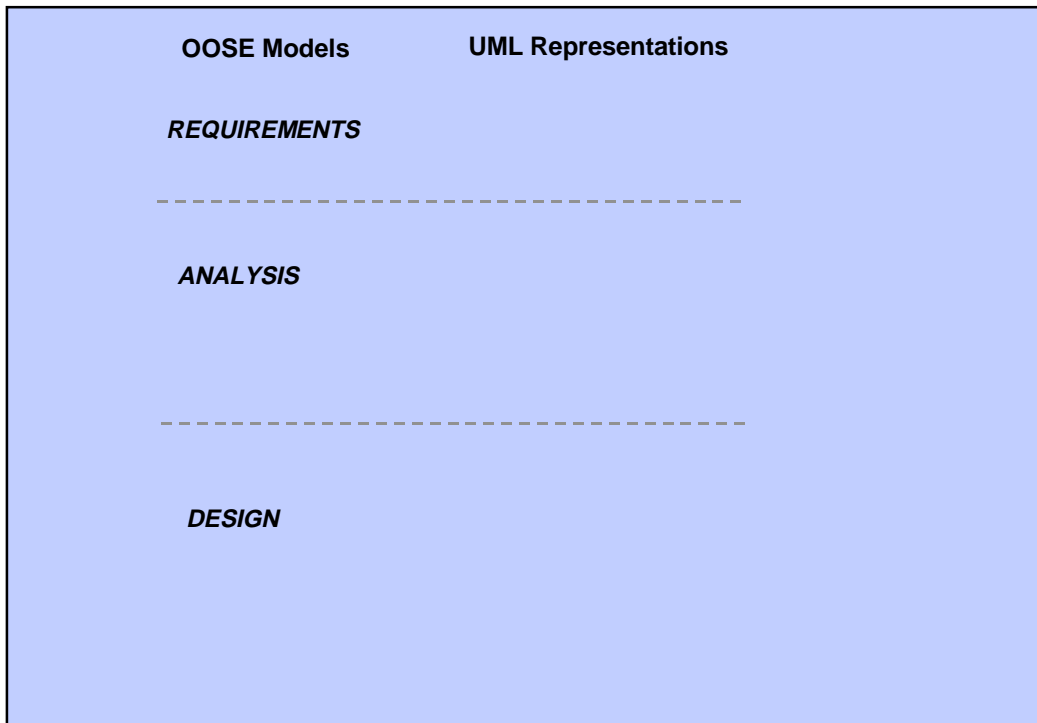 OOSE Models
UML Representations
REQUIREMENTS
ANALYSIS
DESIGN